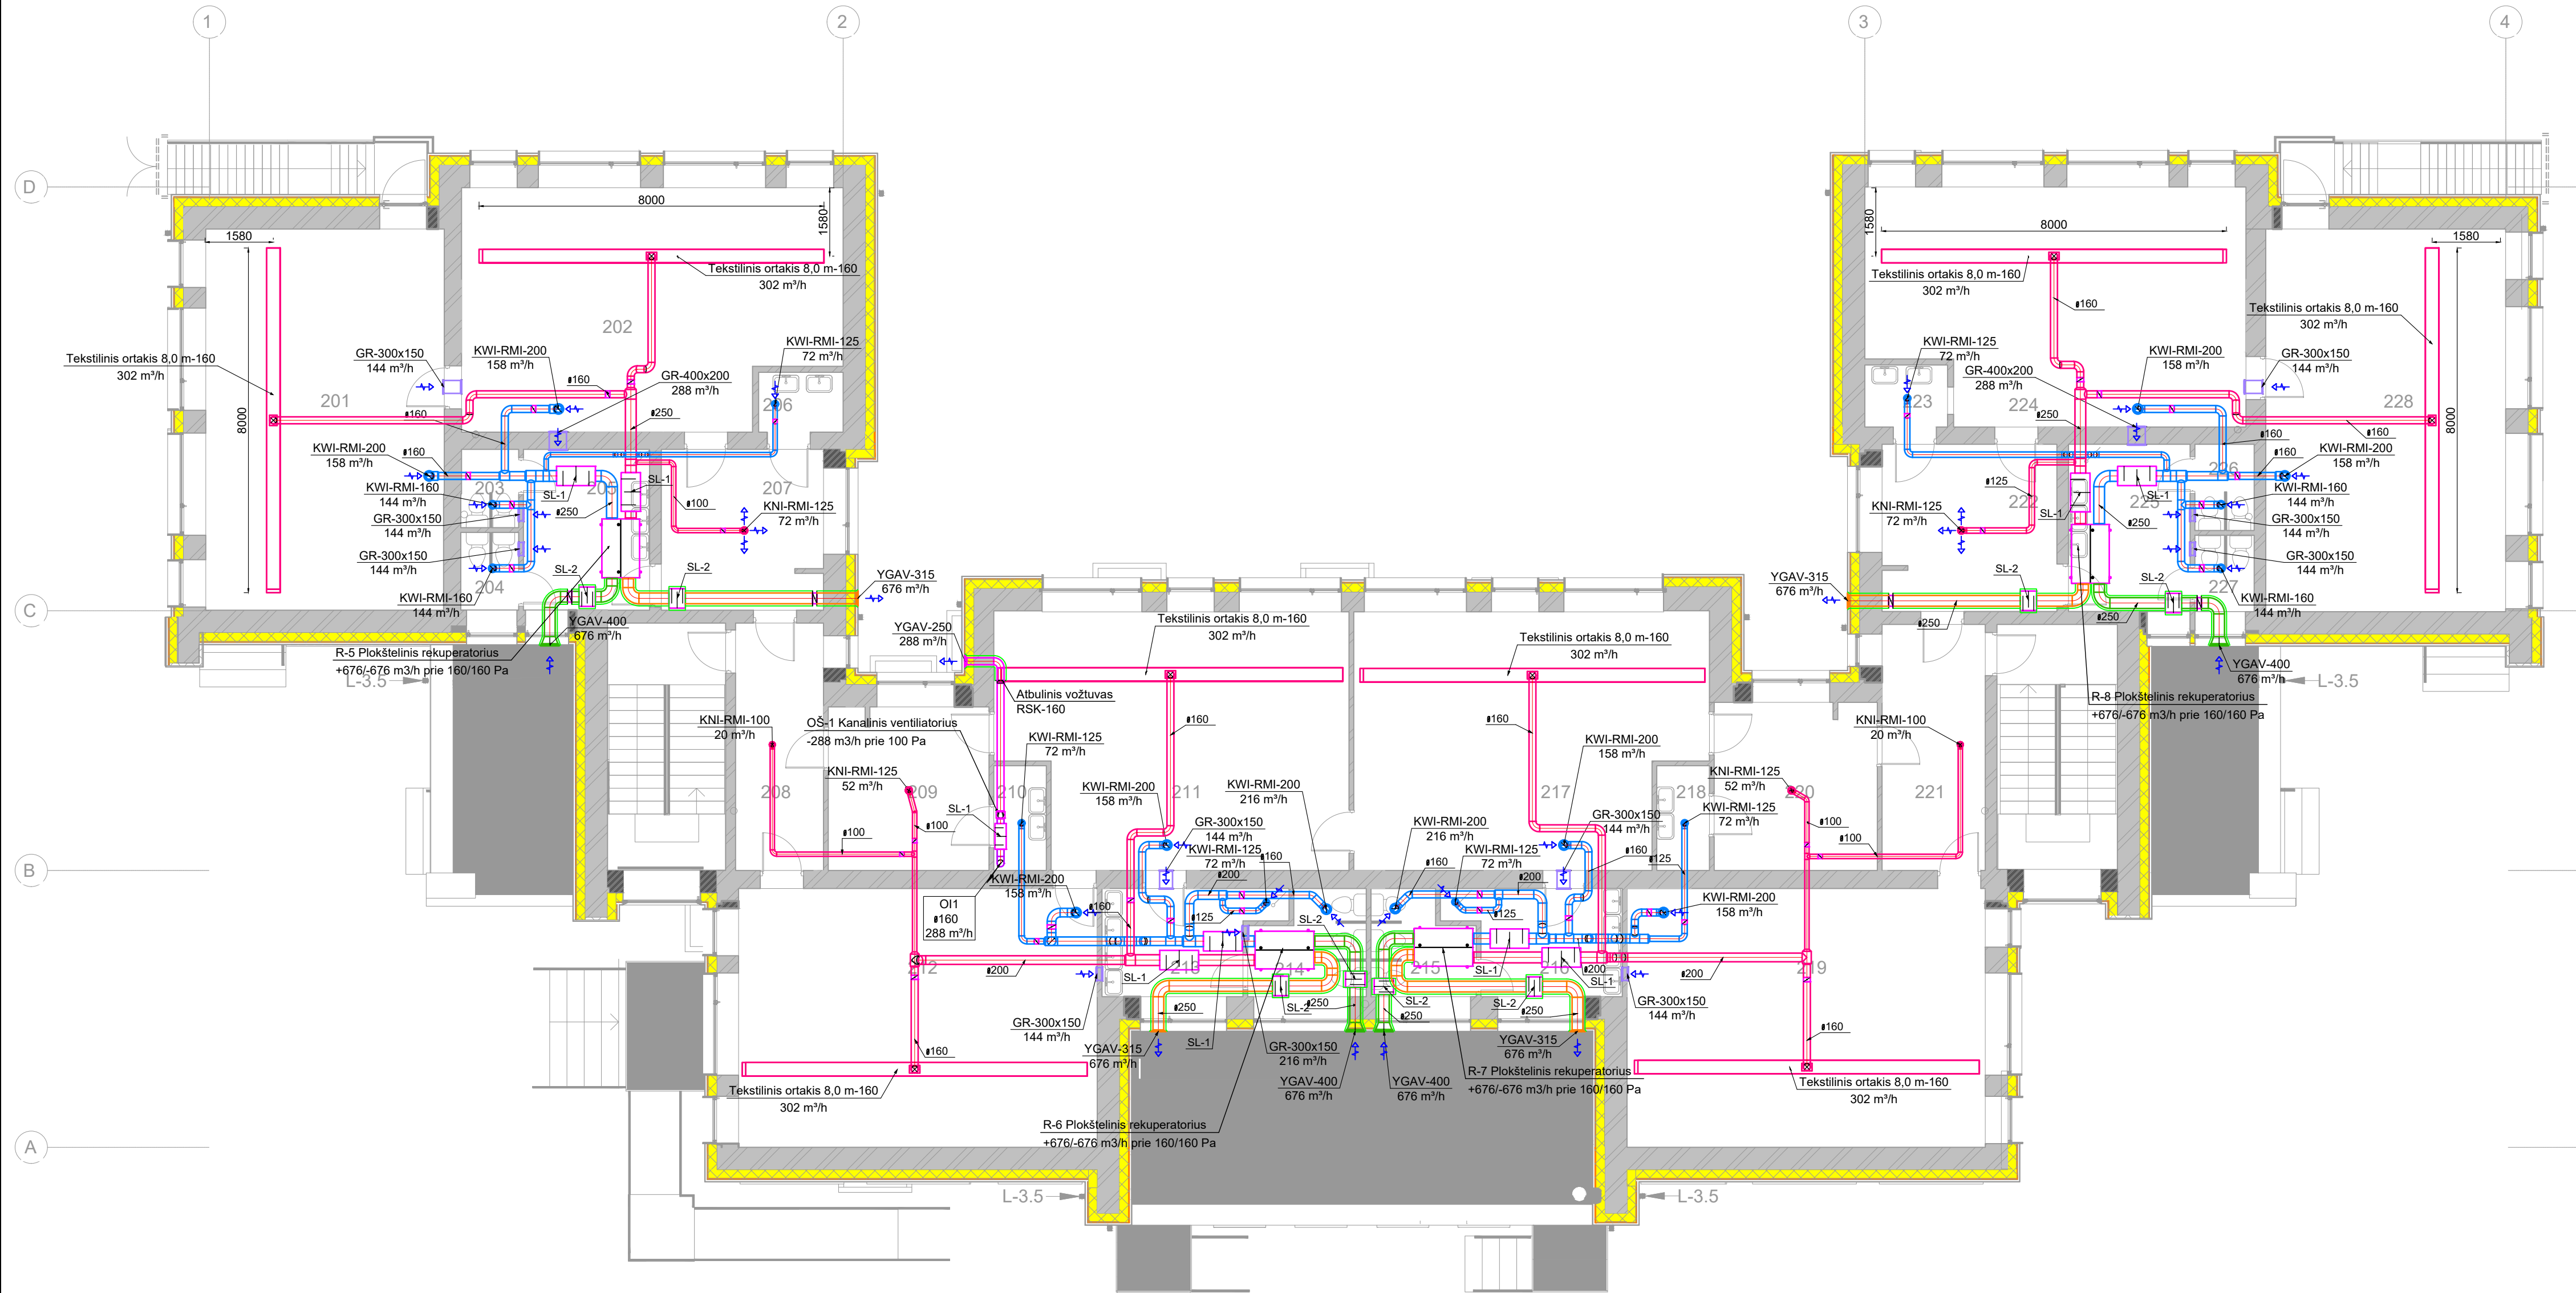 1
2
3
4
D
8000
1580
1580
Tekstilinis ortakis 8,0 m-160
302 m³/h
202
KWI-RMI-125
72 m³/h
KWI-RMI-200
158 m³/h
GR-400x200
288 m³/h
GR-300x150
144 m³/h
Tekstilinis ortakis 8,0 m-160
302 m³/h
201
8000
ø160
ø160
ø250
206
KWI-RMI-200
158 m³/h
ø160
KWI-RMI-160
144 m³/h
GR-300x150
144 m³/h
GR-300x150
144 m³/h
KWI-RMI-160
144 m³/h
203
204
205
SL-1
SL-1
ø250
ø100
207
KNI-RMI-125
72 m³/h
SL-2
SL-2
YGAV-315
676 m³/h
YGAV-400
676 m³/h
R-5 Plokštelinis rekuperatorius
+676/-676 m3/h prie 160/160 Pa
L-3.5
C
1580
8000
1580
8000
Tekstilinis ortakis 8,0 m-160
302 m³/h
Tekstilinis ortakis 8,0 m-160
302 m³/h
ø160
KWI-RMI-125
72 m³/h
GR-400x200
288 m³/h
KWI-RMI-200
158 m³/h
GR-300x150
144 m³/h
223
224
228
ø250
ø160
ø160
ø160
KWI-RMI-200
158 m³/h
226
KWI-RMI-160
144 m³/h
GR-300x150
144 m³/h
GR-300x150
144 m³/h
KWI-RMI-160
144 m³/h
227
225
222
ø125
SL-1
SL-1
ø250
KNI-RMI-125
72 m³/h
YGAV-315
676 m³/h
SL-2
SL-2
ø250
ø250
YGAV-400
676 m³/h
R-8 Plokštelinis rekuperatorius
+676/-676 m3/h prie 160/160 Pa
L-3.5
YGAV-250
288 m³/h
Tekstilinis ortakis 8,0 m-160
302 m³/h
Tekstilinis ortakis 8,0 m-160
302 m³/h
Atbulinis vožtuvas
RSK-160
OŠ-1 Kanalinis ventiliatorius
-288 m3/h prie 100 Pa
KNI-RMI-100
20 m³/h
KNI-RMI-125
52 m³/h
KWI-RMI-125
72 m³/h
ø160
ø160
KWI-RMI-200
158 m³/h
KWI-RMI-200
158 m³/h
KWI-RMI-200
216 m³/h
KNI-RMI-125
52 m³/h
KNI-RMI-100
20 m³/h
208
209
210
211
217
218
220
221
SL-1
ø100
ø100
GR-300x150
144 m³/h
KWI-RMI-125
72 m³/h
KWI-RMI-200
216 m³/h
KWI-RMI-125
72 m³/h
GR-300x150
144 m³/h
KWI-RMI-125
72 m³/h
ø100
ø100
B
KWI-RMI-200
158 m³/h
ø160
ø200
ø160
ø200
ø160
ø125
KWI-RMI-200
158 m³/h
OI1
ø160
288 m³/h
ø160
ø125
SL-2
ø125
212
ø200
SL-1
213
214
215
SL-1
216
SL-1
ø200
ø200
219
GR-300x150
144 m³/h
ø250
SL-2
ø250
SL-2
ø250
SL-2
ø250
GR-300x150
144 m³/h
ø160
ø160
YGAV-315
676 m³/h
SL-1
GR-300x150
216 m³/h
YGAV-400
676 m³/h
YGAV-400
676 m³/h
YGAV-315
676 m³/h
R-7 Plokštelinis rekuperatorius
+676/-676 m3/h prie 160/160 Pa
Tekstilinis ortakis 8,0 m-160
302 m³/h
Tekstilinis ortakis 8,0 m-160
302 m³/h
R-6 Plokštelinis rekuperatorius
+676/-676 m3/h prie 160/160 Pa
A
L-3.5
L-3.5